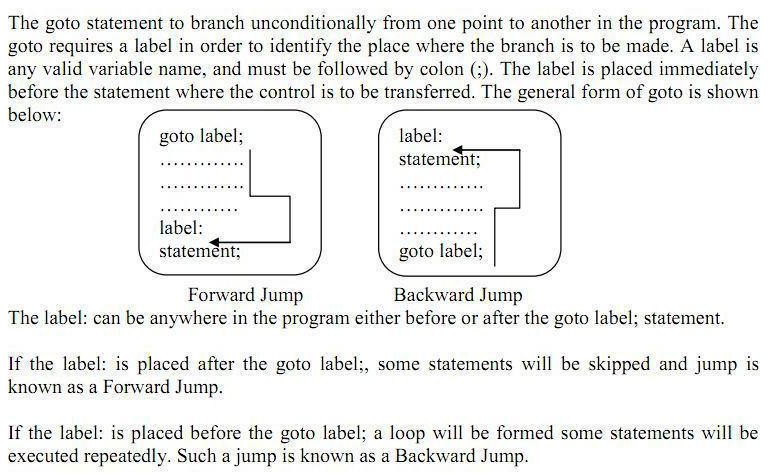 The goto statement to branch unconditionally from one point to another in the program. The
goto requires a label in order to identify the place where the branch is to be made. A label is
any valid variable name, and must be followed by colon (;). The label is placed immediately
before the statement where the control is to be transferred. The general form of goto is shown
below:
goto label;
.............
.............
............
label:
statement;
Forward Jump
label:
statement;
.............
.............
............
goto label;
Backward Jump
The label: can be anywhere in the program either before or after the goto label; statement.
If the label: is placed after the goto label;, some statements will be skipped and jump is
known as a Forward Jump.
If the label: is placed before the goto label; a loop will be formed some statements will be
executed repeatedly. Such a jump is known as a Backward Jump.